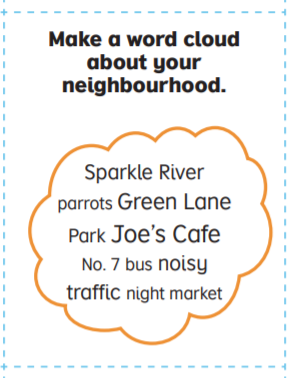 Make a word cloud
about your
neighbourhood.
Sparkle River
parrots Green Lane
Park Joe's Cafe
No. 7 bus noisy
traffic night market